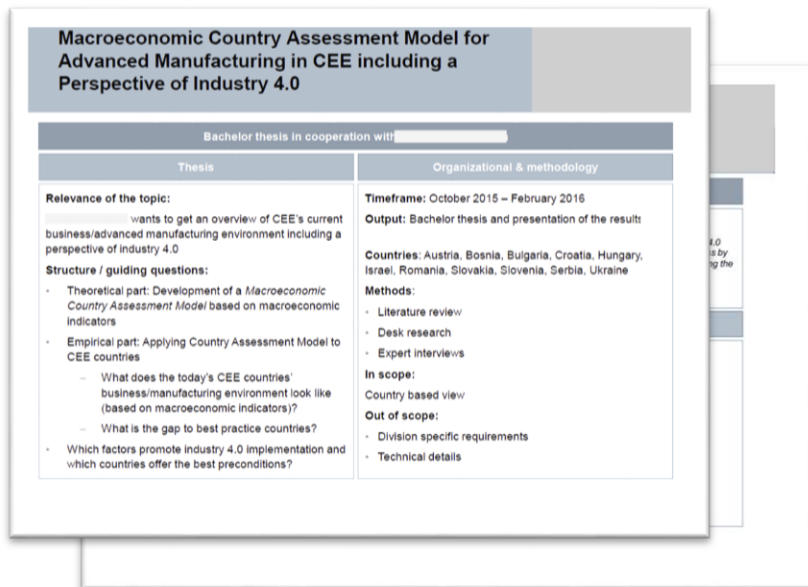 Macroeconomic Country Assessment Model for
Advanced Manufacturing in CEE including a
Perspective of Industry 4.0
Bachelor thesis in cooperation with
Thesis
Relevance of the topic:
wants to get an overview of CEE's current
business/advanced manufacturing environment including a
perspective of industry 4.0
Structure / guiding questions:
- Theoretical part: Development of a Macroeconomic
Country Assessment Model based on macroeconomic
indicators
- Empirical part: Applying Country Assessment Model to
CEE countries
– What does the today's CEE countries'
business/manufacturing environment look like
(based on macroeconomic indicators)?
– What is the gap to best practice countries?
- Which factors promote industry 4.0 implementation and
which countries offer the best preconditions?
Organizational & methodology
Timeframe: October 2015 – February 2016
Output: Bachelor thesis and presentation of the results
Countries: Austria, Bosnia, Bulgaria, Croatia, Hungary,
Israel, Romania, Slovakia, Slovenia, Serbia, Ukraine
Methods:
- Literature review
- Desk research
- Expert interviews
In scope:
Country based view
Out of scope:
- Division specific requirements
- Technical details
4.0
s by
ng the